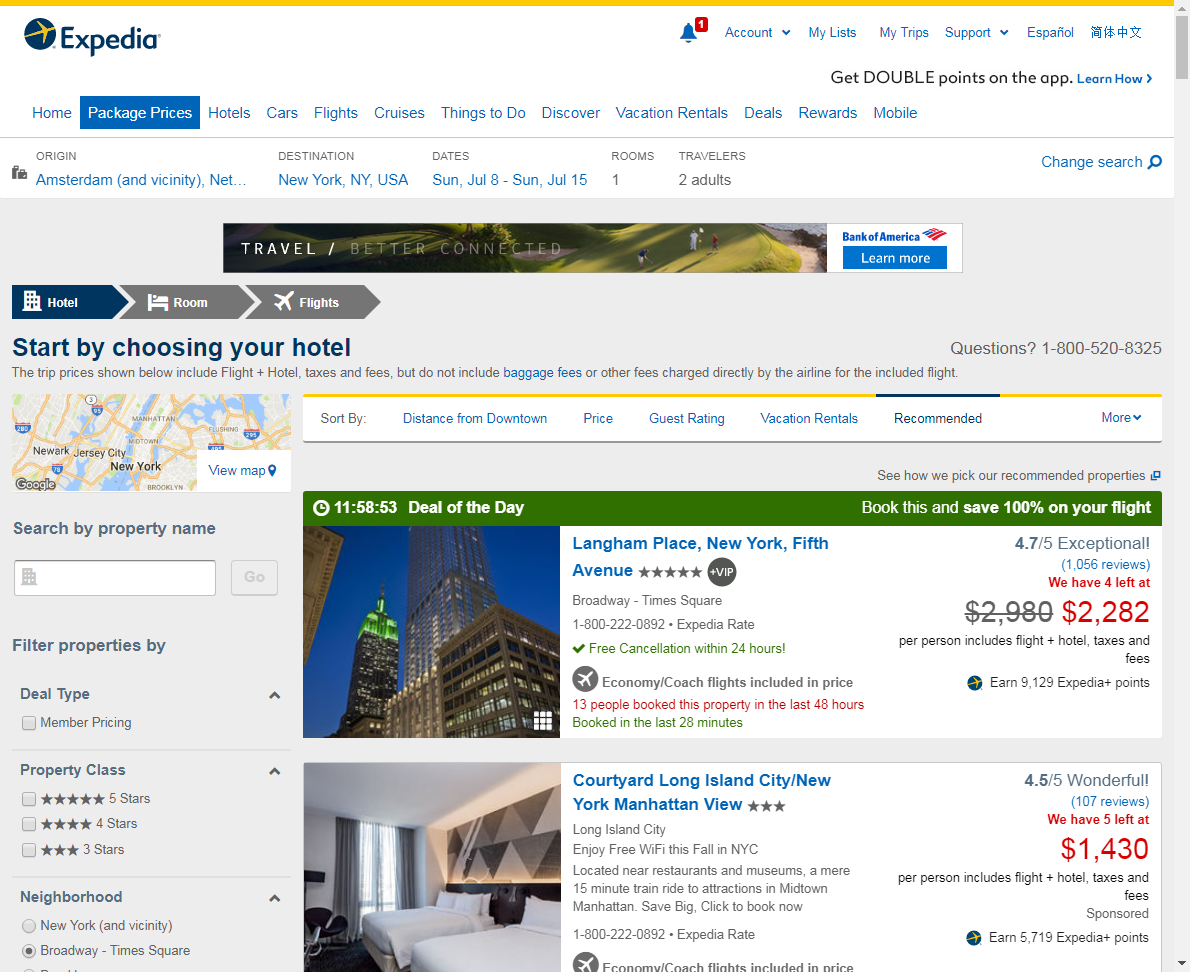 Expedia
1
Account
My Lists
My Trips
Support
Español
简体中文
Get DOUBLE points on the app. Learn How
Home
Package Prices
Hotels
Cars
Flights
Cruises
Things to Do
Discover
Vacation Rentals
Deals
Rewards
Mobile
ORIGIN
Amsterdam (and vicinity), Net...
DESTINATION
New York, NY, USA
DATES
Sun, Jul 8 - Sun, Jul 15
ROOMS
1
TRAVELERS
2 adults
Change search
TRAVEL / BETTER CONNECTED
Bank of America
Learn more
Hotel
Room
Flights
Start by choosing your hotel
Questions? 1-800-520-8325
The trip prices shown below include Flight + Hotel, taxes and fees, but do not include baggage fees or other fees charged directly by the airline for the included flight.
3
95
MANHATTAN
280
FLUSHING
295
MIDTOWN
495
Newark
Jersey City
New York
78
BROOKLYN
Google
View map
Sort By:
Distance from Downtown
Price
Guest Rating
Vacation Rentals
Recommended
More
See how we pick our recommended properties
Search by property name
Go
Filter properties by
Deal Type
Member Pricing
Property Class
5 Stars
4 Stars
3 Stars
Neighborhood
New York (and vicinity)
Broadway - Times Square
11:58:53 Deal of the Day
Book this and save 100% on your flight
Langham Place, New York, Fifth
Avenue
+VIP
Broadway - Times Square
1-800-222-0892 • Expedia Rate
Free Cancellation within 24 hours!
Economy/Coach flights included in price
13 people booked this property in the last 48 hours
Booked in the last 28 minutes
4.7/5 Exceptional!
(1,056 reviews)
We have 4 left at
$2,980 $2,282
per person includes flight + hotel, taxes and
fees
Earn 9,129 Expedia+ points
Courtyard Long Island City/New
York Manhattan View
Long Island City
Enjoy Free WiFi this Fall in NYC
Located near restaurants and museums, a mere
15 minute train ride to attractions in Midtown
Manhattan. Save Big, Click to book now
1-800-222-0892 • Expedia Rate
Economy/Coach flights included in price
4.5/5 Wonderful!
(107 reviews)
We have 5 left at
$1,430
per person includes flight + hotel, taxes and
fees
Sponsored
Earn 5,719 Expedia+ points